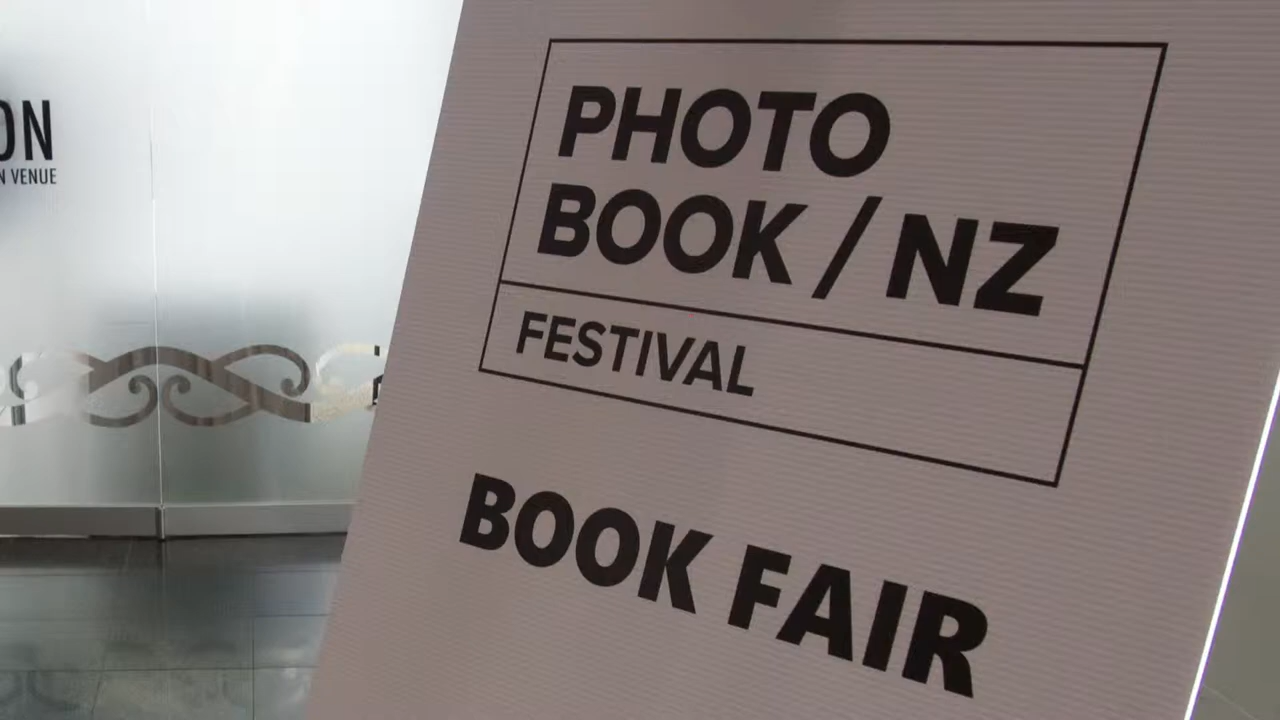 ON
N VENUE
PHOTO
BOOK / NZ
FESTIVAL
BOOK FAIR